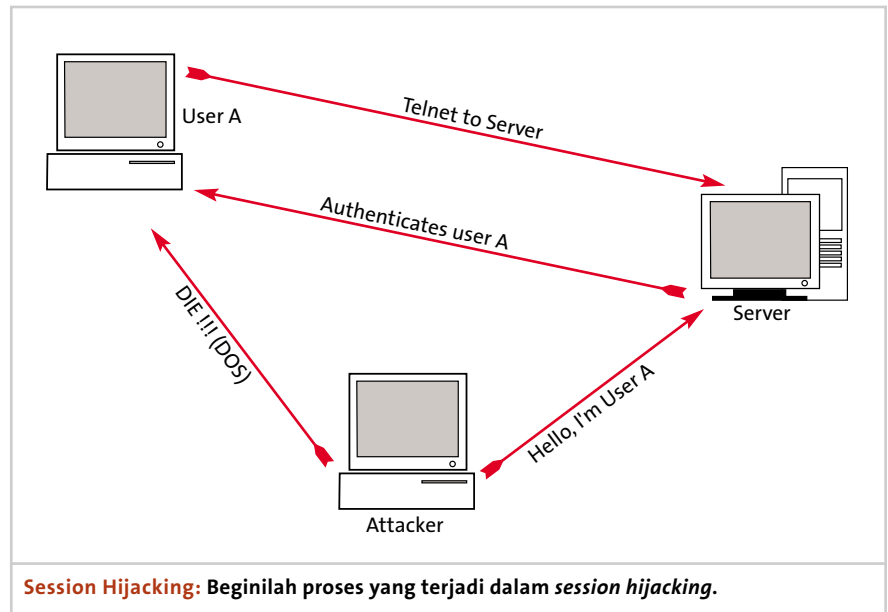 Telnet to Server
User A
Authenticates user A
DIE !!! (DOS)
Server
Hello, I'm User A
Attacker
Session Hijacking: Beginilah proses yang terjadi dalam session hijacking.